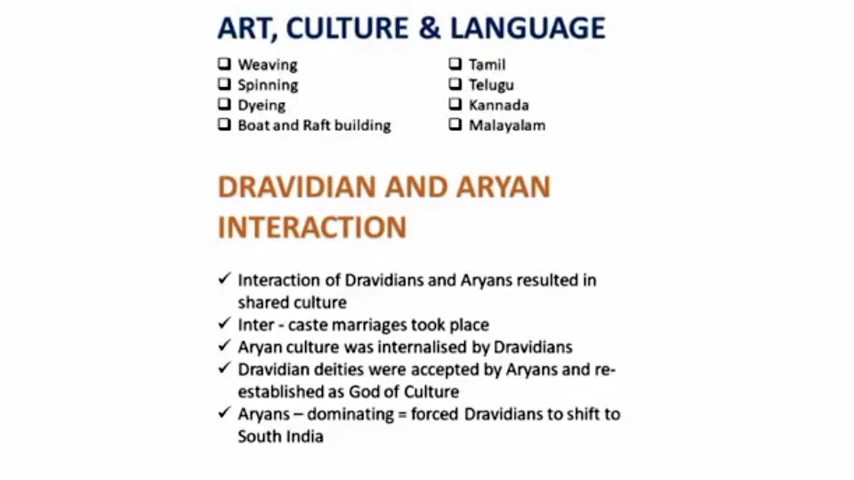 ART, CULTURE & LANGUAGE
❑ Weaving
❑ Spinning
❑ Dyeing
❑ Boat and Raft building
❑ Tamil
❑ Telugu
❑ Kannada
❑ Malayalam
DRAVIDIAN AND ARYAN
INTERACTION
✓ Interaction of Dravidians and Aryans resulted in
shared culture
✓ Inter - caste marriages took place
✓ Aryan culture was internalised by Dravidians
✓ Dravidian deities were accepted by Aryans and re-
established as God of Culture
✓ Aryans – dominating = forced Dravidians to shift to
South India